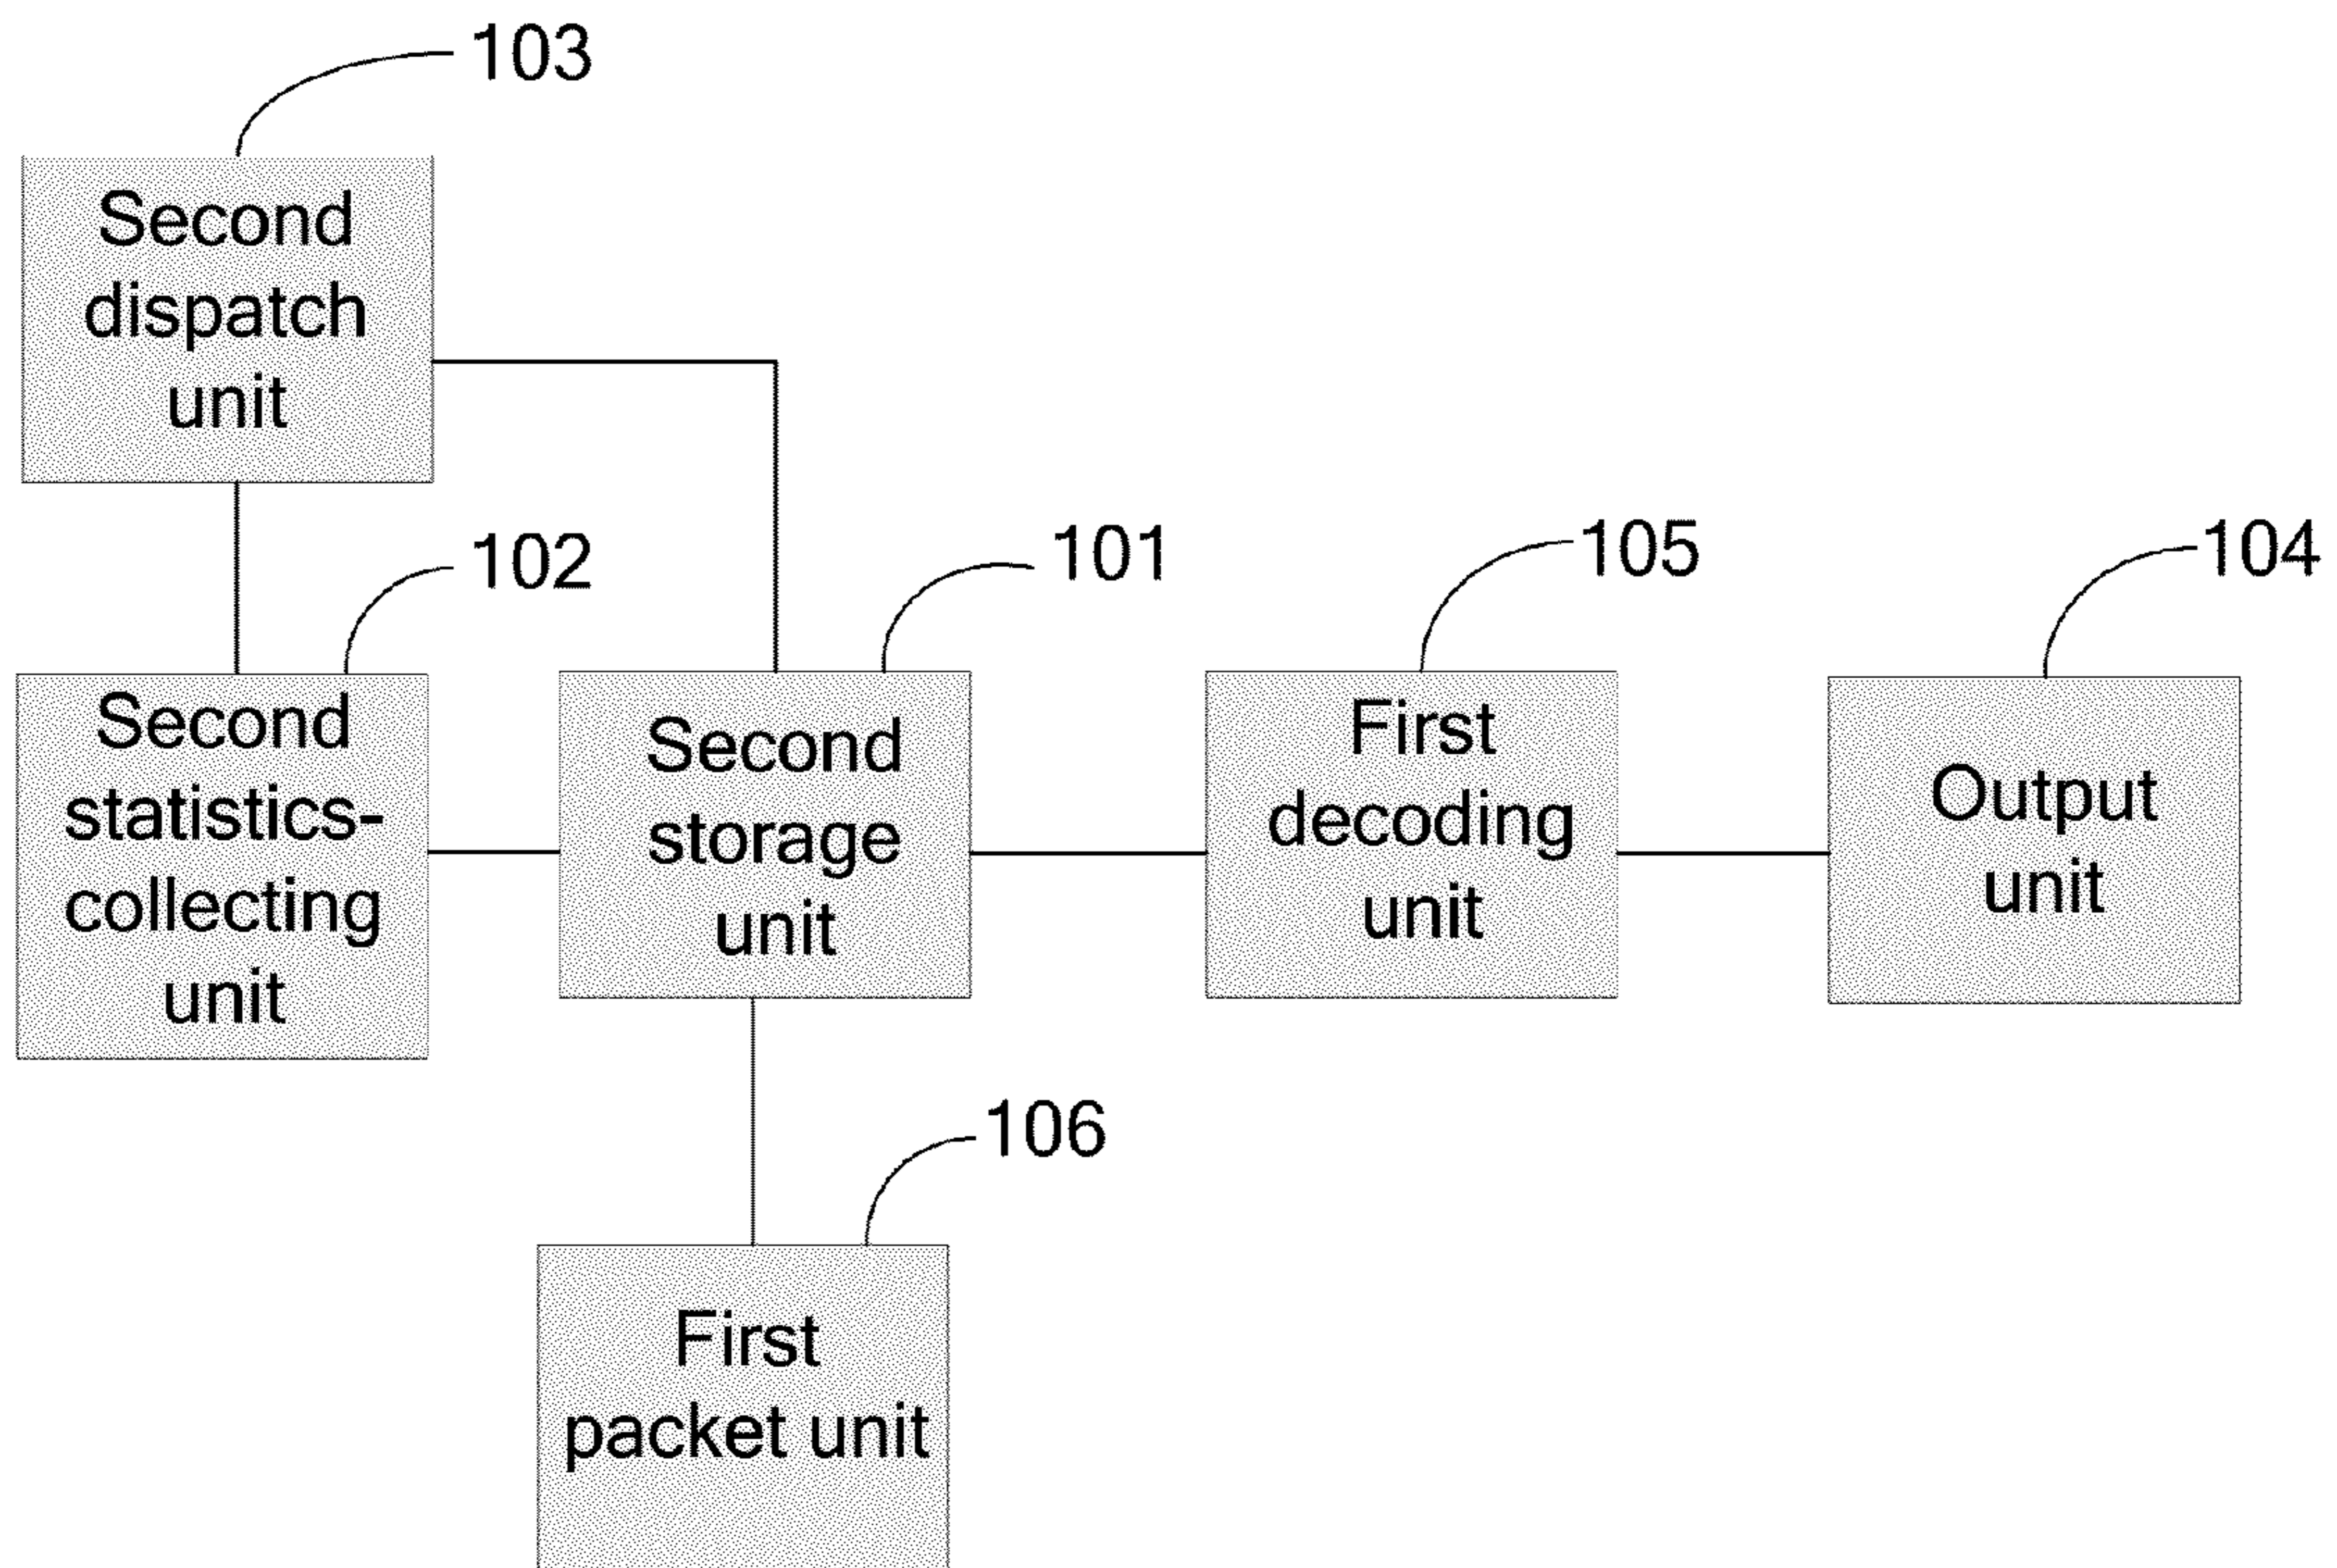 103
Second
dispatch
unit
102
Second
statistics-
collecting
unit
101
Second
storage
unit
105
First
decoding
unit
104
Output
unit
106
First
packet unit